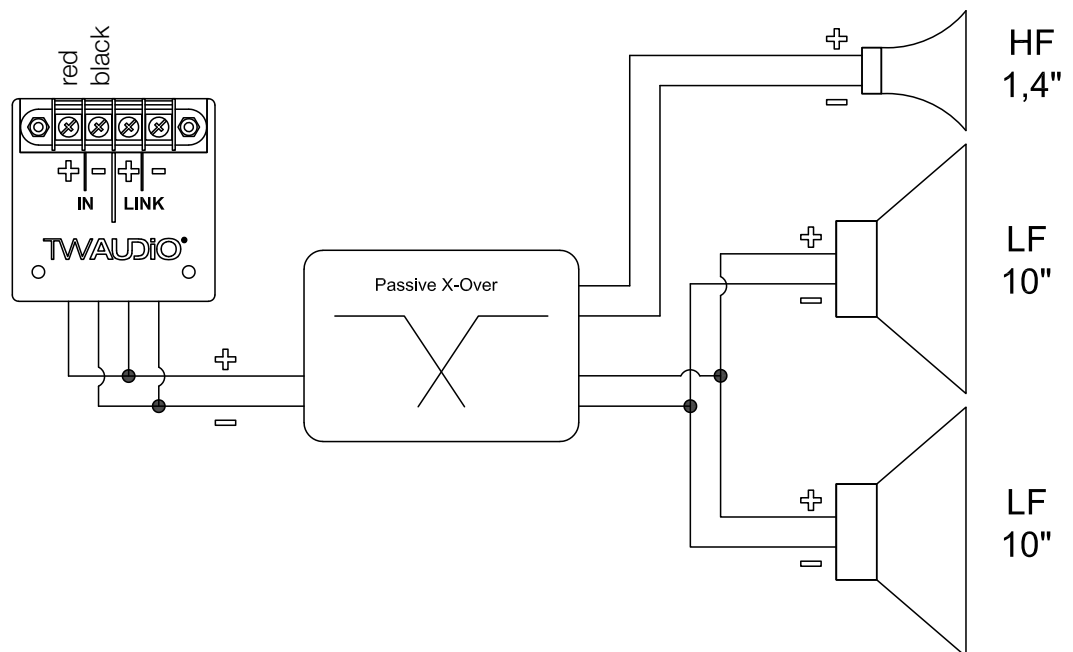 red
black
+ - + -
IN LINK
TWAUDiO
Passive X-Over
+
-
+
-
HF
1,4"
+
-
LF
10"
+
-
LF
10"